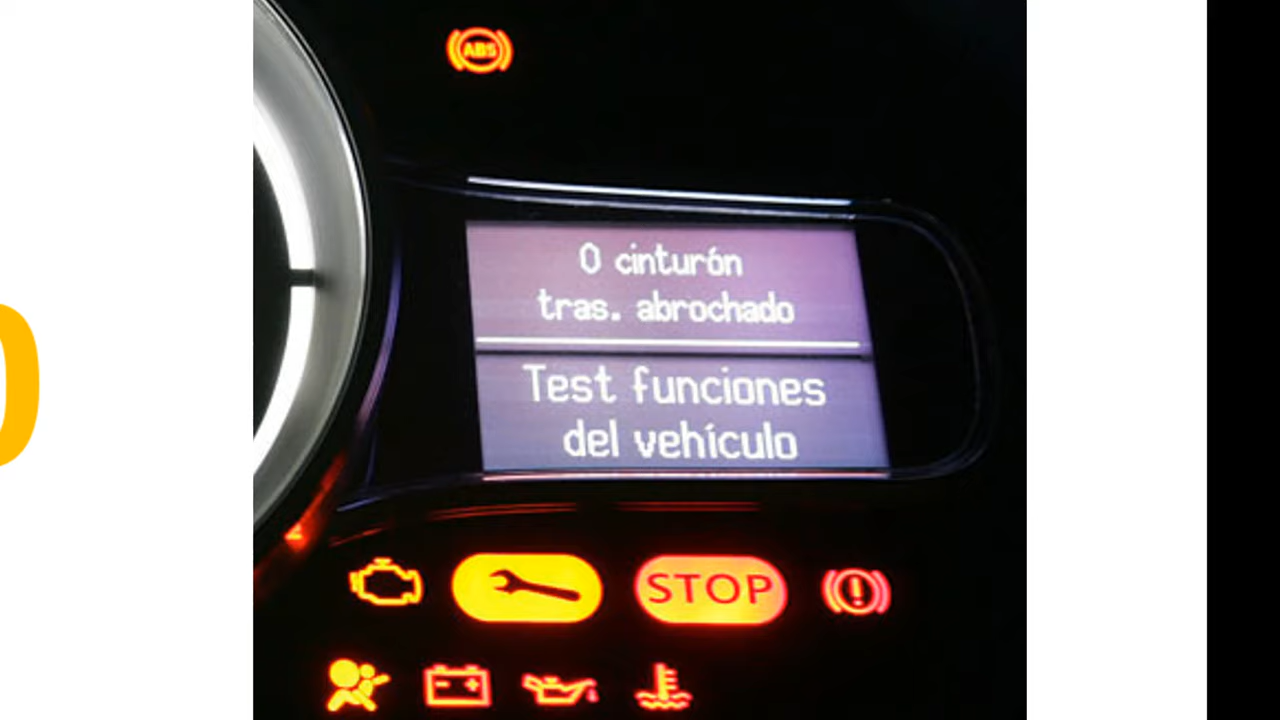 ABS
0 cinturón
tras. abrochado
Test funciones
del vehículo
STOP